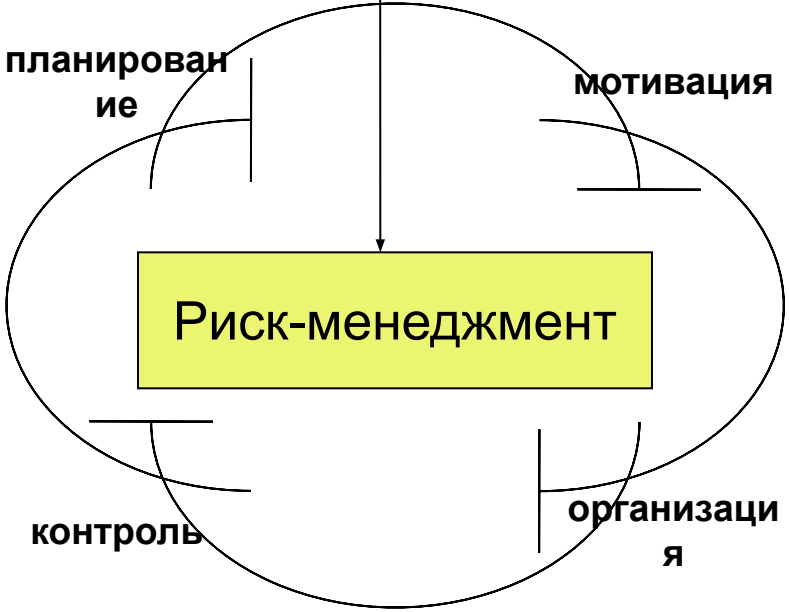 планирован
ие
мотивация
Риск-менеджмент
контроль
организаци
я